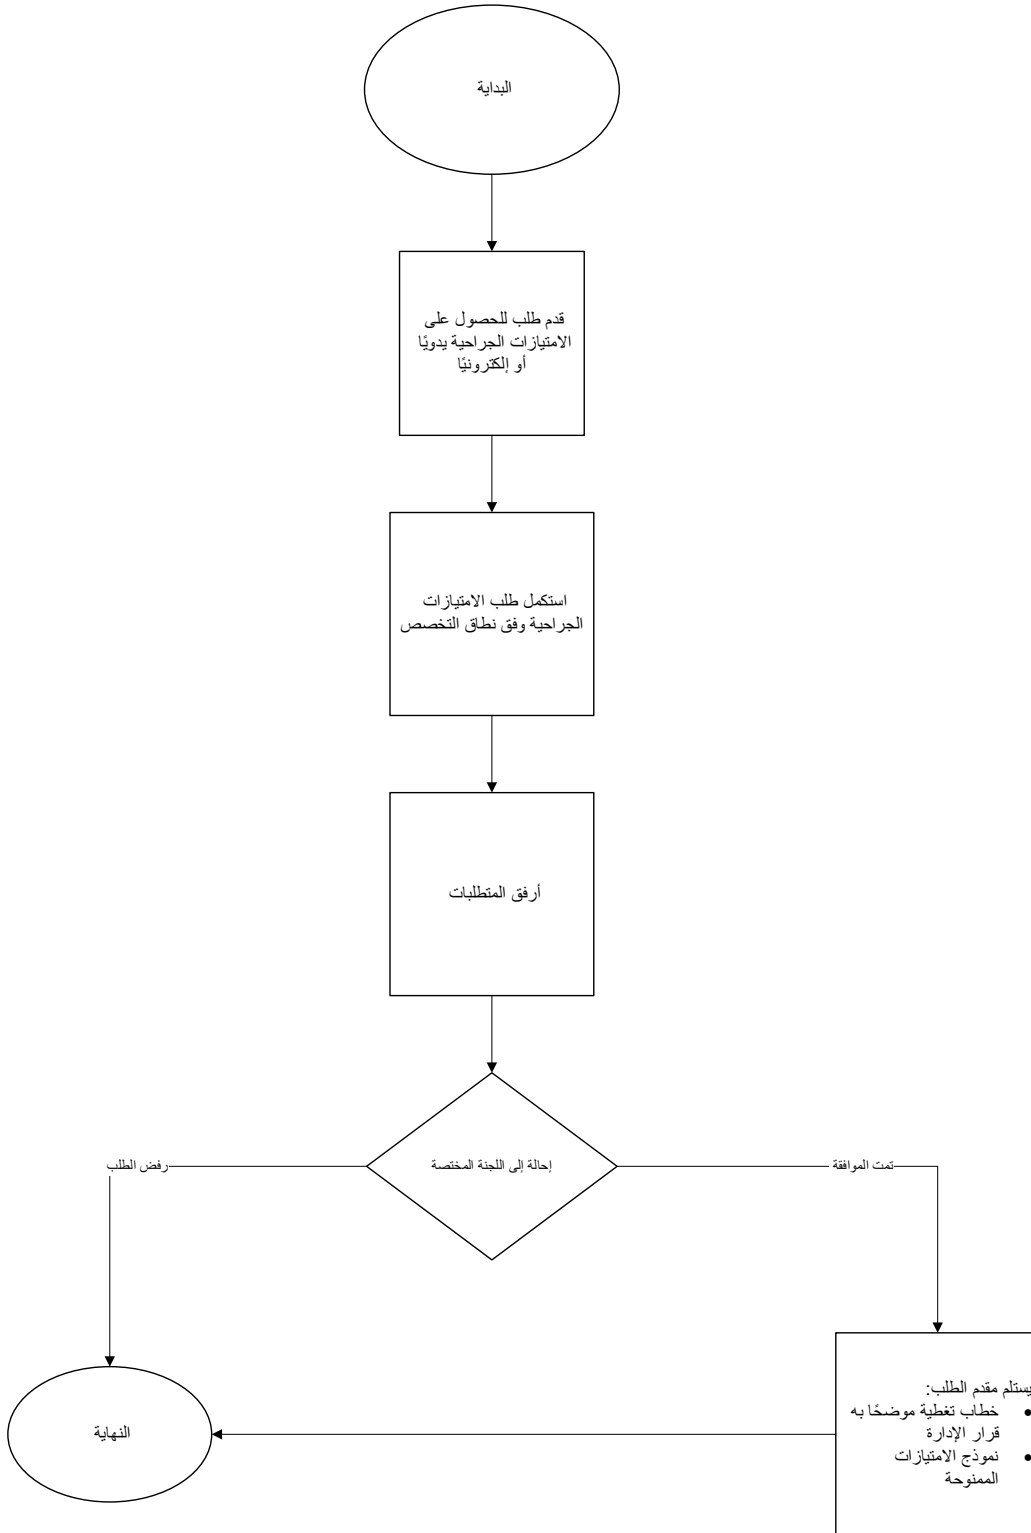 البداية
قدم طلب للحصول على
الامتيازات الجراحية يدويًا
أو إلكترونيًا
استكمل طلب الامتيازات
الجراحية وفق نطاق التخصص
أرفق المتطلبات
إحالة إلى اللجنة المختصة
تمت الموافقة
رفض الطلب
يستلم مقدم الطلب:
• خطاب تغطية موضحًا به
قرار الإدارة
• نموذج الامتيازات
الممنوحة
النهاية